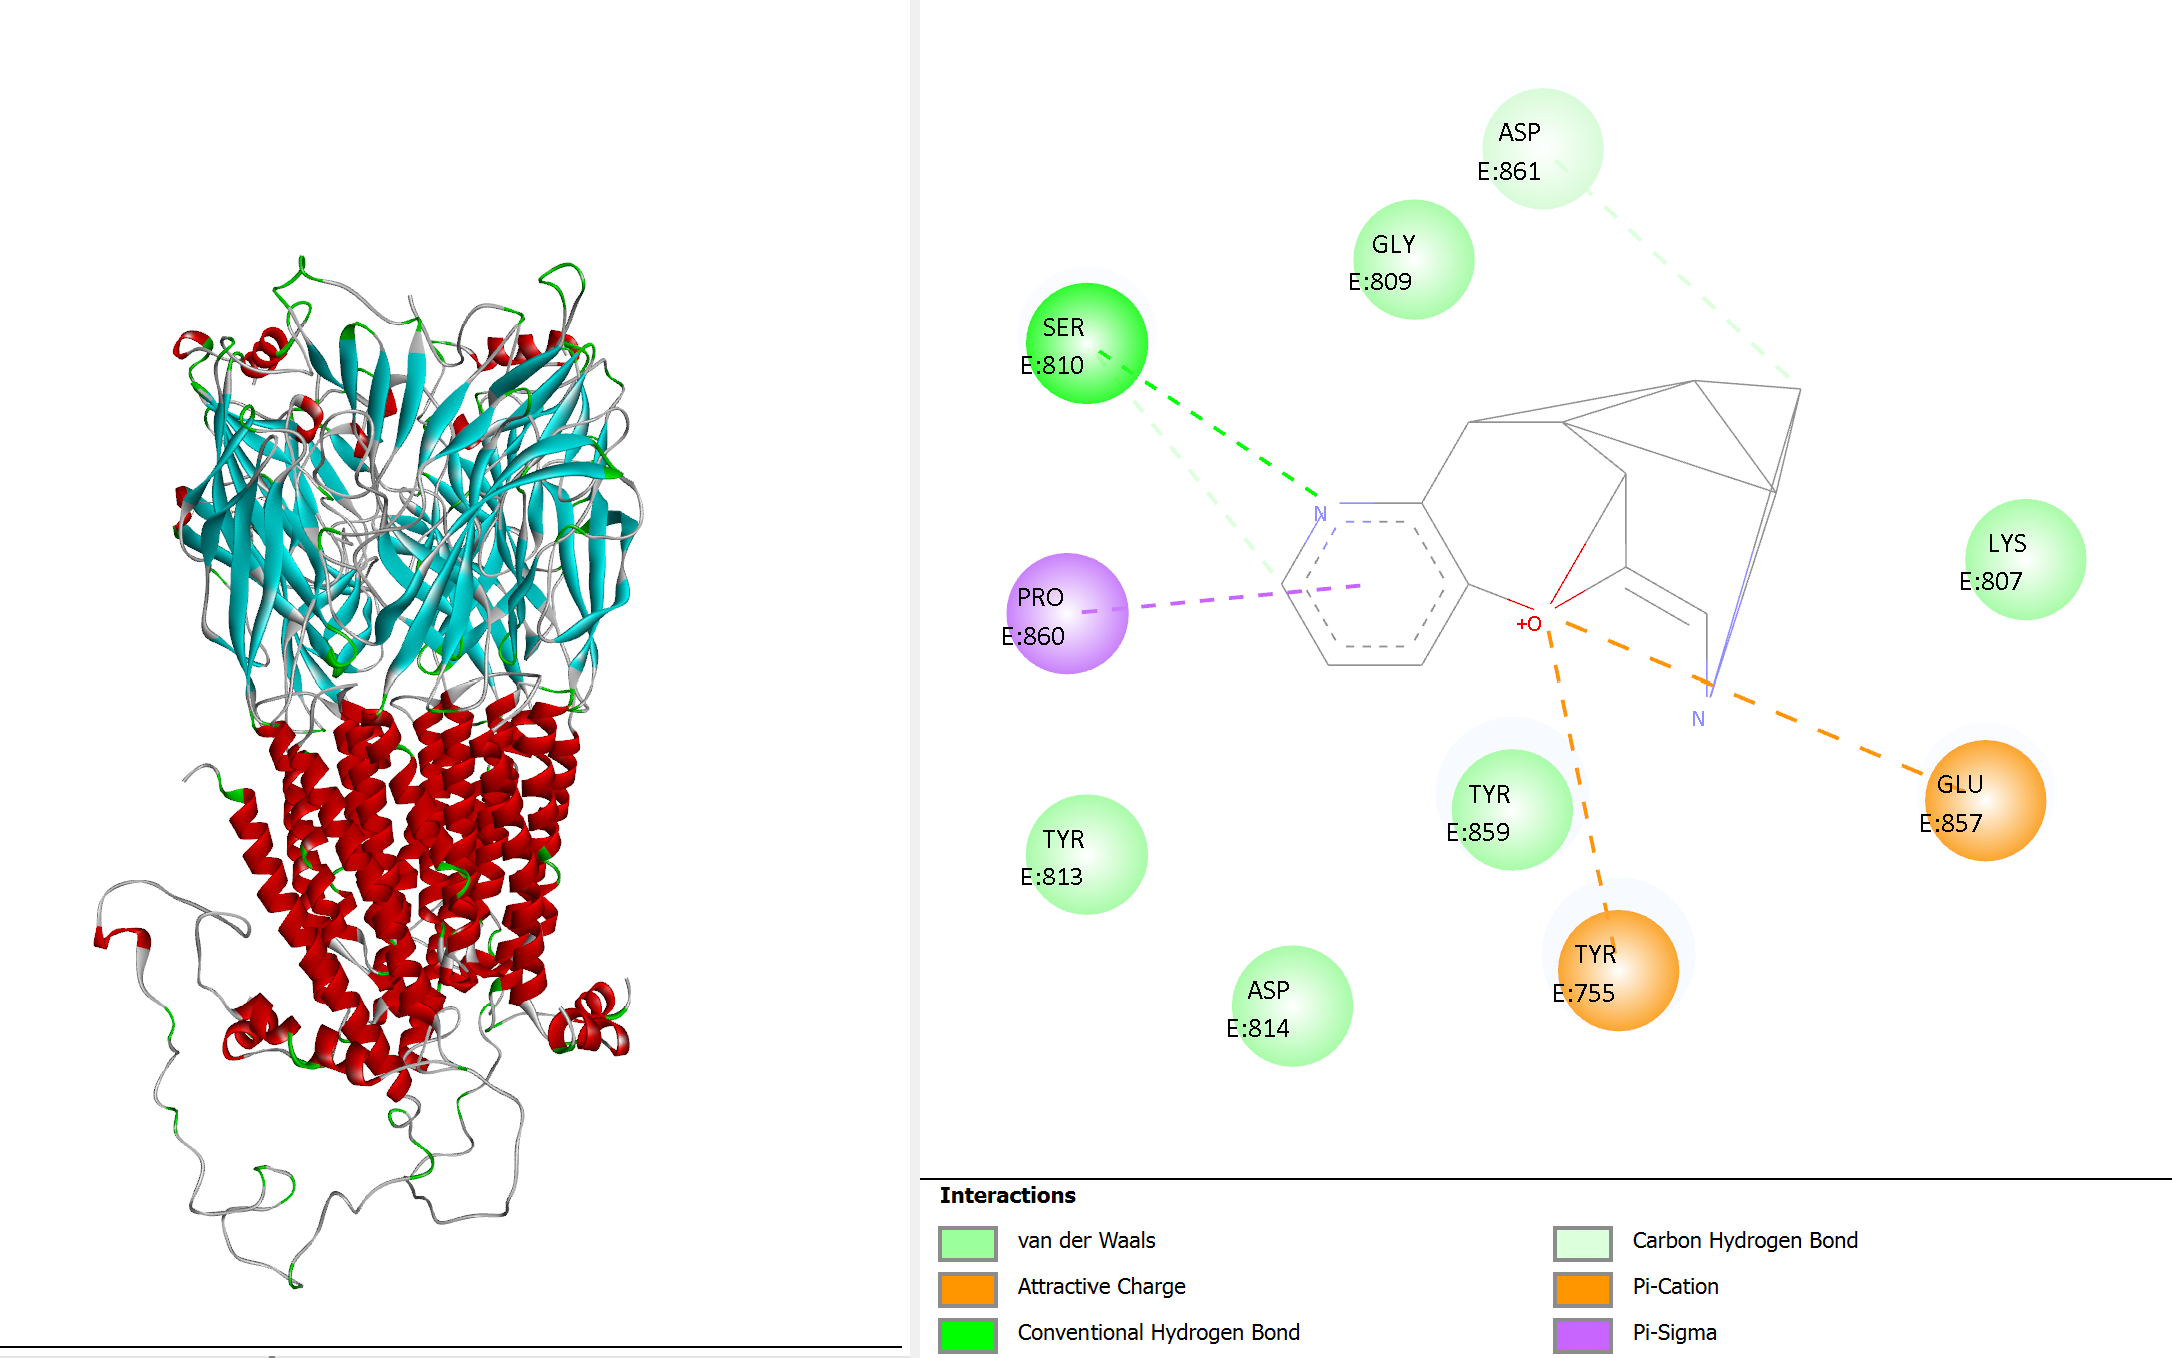 ASP
E:861
GLY
E:809
SER
E:810
N
LYS
E:807
PRO
E:860
+O
N
TYR
E:859
GLU
E:857
TYR
E:813
TYR
E:755
ASP
E:814
Interactions
van der Waals
Carbon Hydrogen Bond
Attractive Charge
Pi-Cation
Conventional Hydrogen Bond
Pi-Sigma